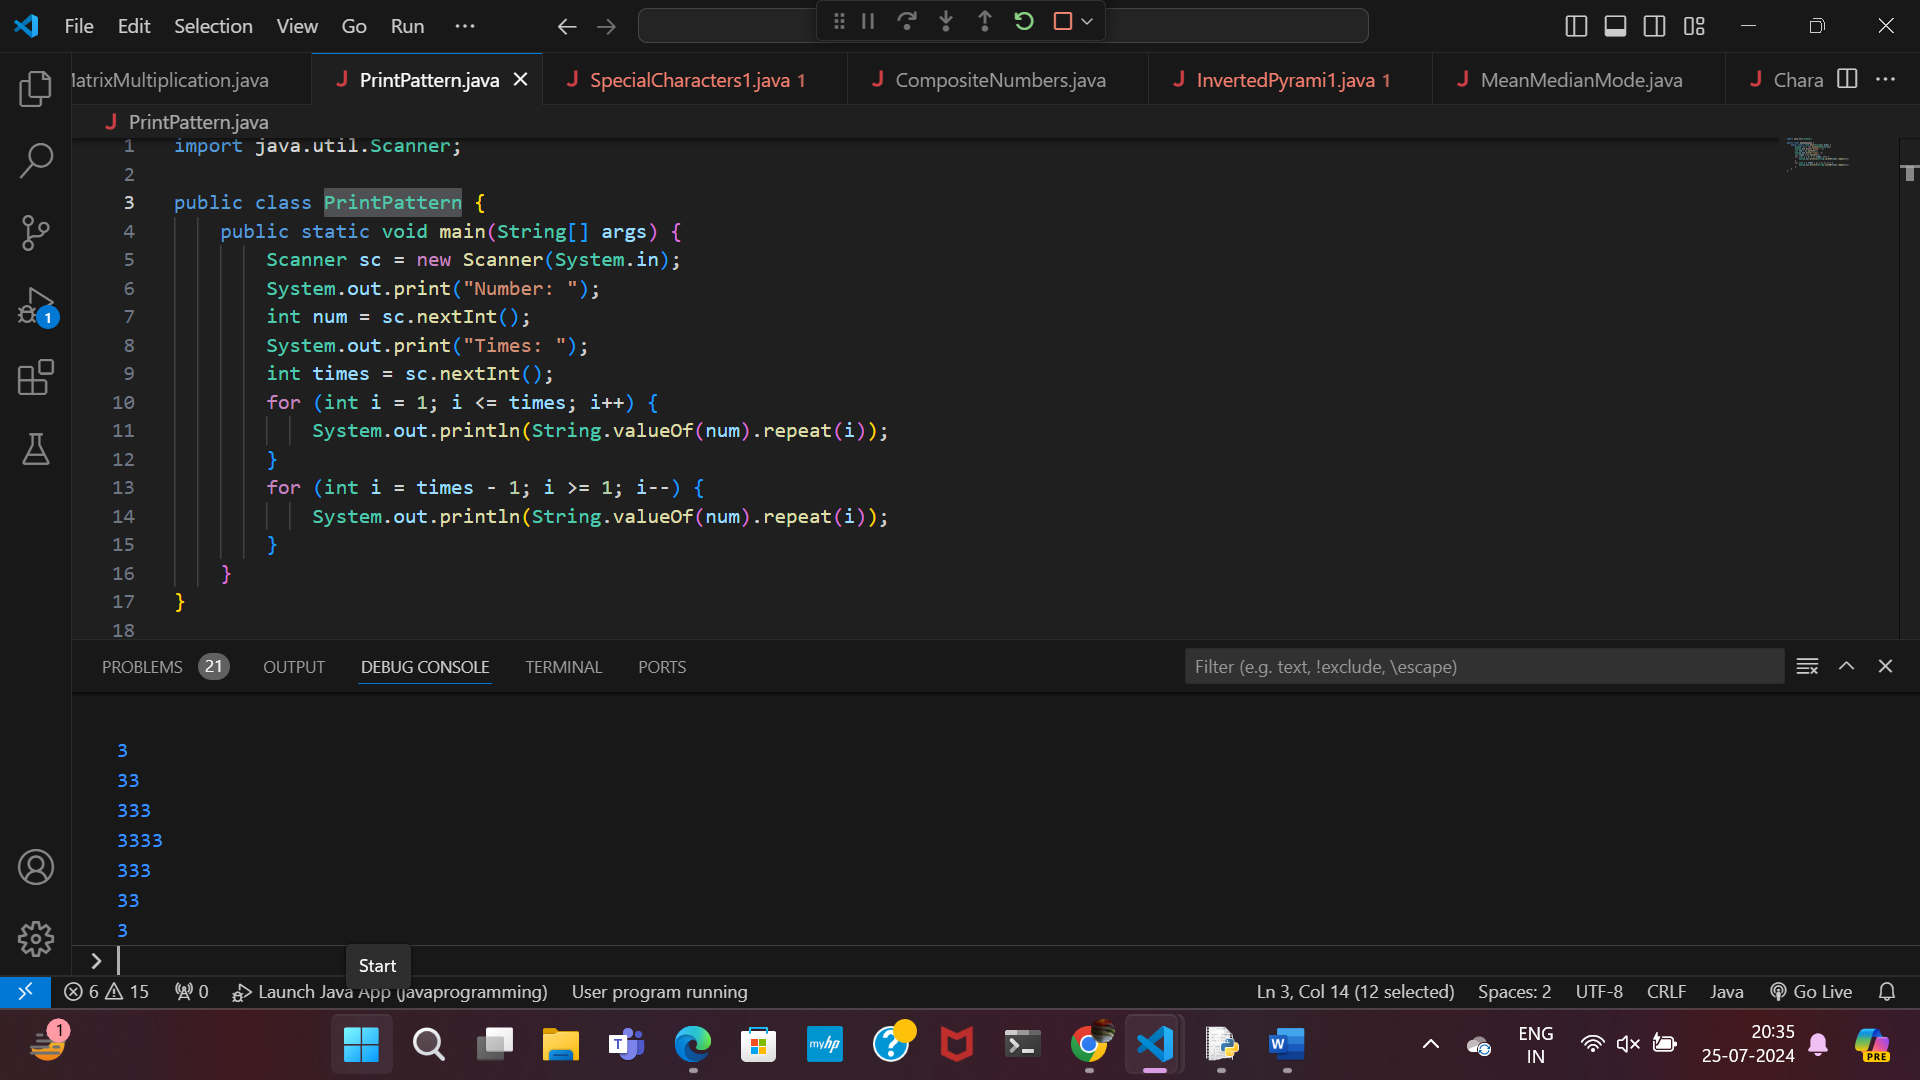 File Edit Selection View Go Run ···
MatrixMultiplication.java PrintPattern.java SpecialCharacters1.java 1 CompositeNumbers.java InvertedPyrami1.java 1 MeanMedianMode.java Chara
PrintPattern.java
1 import java.util.Scanner;
2
3 public class PrintPattern {
4 public static void main(String[] args) {
5 Scanner sc = new Scanner(System.in);
6 System.out.print("Number: ");
7 int num = sc.nextInt();
8 System.out.print("Times: ");
9 int times = sc.nextInt();
10 for (int i = 1; i <= times; i++) {
11 System.out.println(String.valueOf(num).repeat(i));
12 }
13 for (int i = times - 1; i >= 1; i--) {
14 System.out.println(String.valueOf(num).repeat(i));
15 }
16 }
17 }
18
1
PROBLEMS 21 OUTPUT DEBUG CONSOLE TERMINAL PORTS Filter (e.g. text, !exclude, \escape)
3
33
333
3333
333
33
3
Start
6 15 0 Launch Java App (javaprogramming) User program running Ln 3, Col 14 (12 selected) Spaces: 2 UTF-8 CRLF Java Go Live
1 T myhp ? W ENG IN 20:35 25-07-2024 PRE